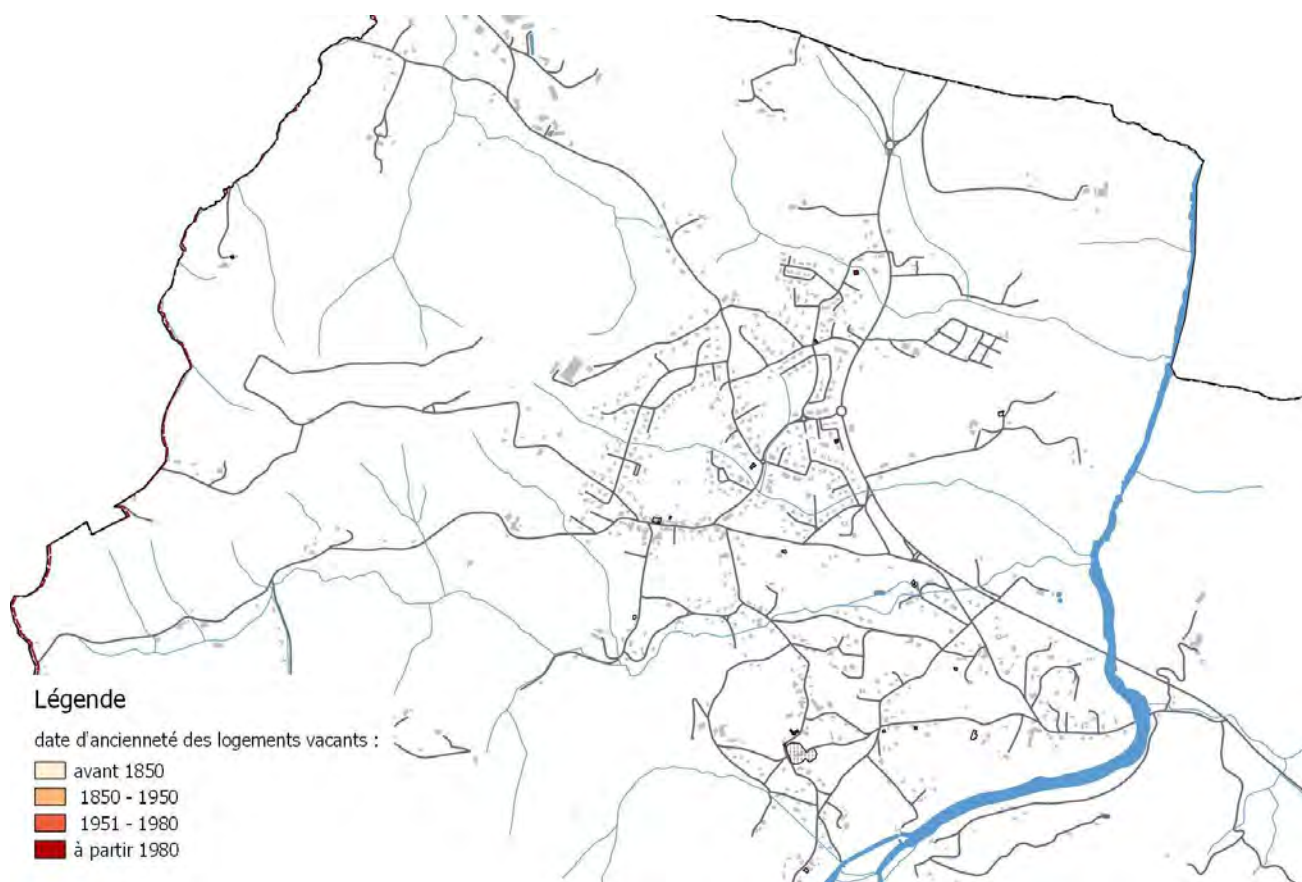 Légende
date d'ancienneté des logements vacants :
avant 1850
1850 - 1950
1951 - 1980
à partir 1980